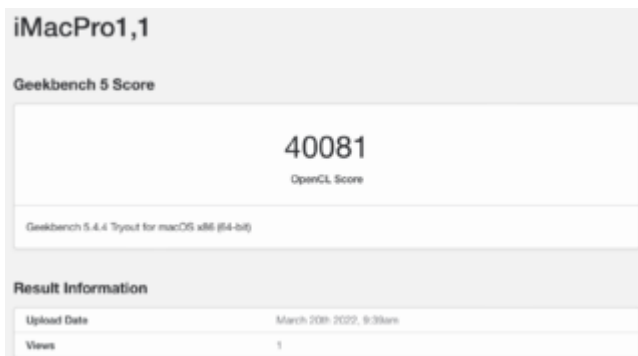 iMacPro1,1
Geekbench 5 Score
40081
OpenCL Score
Geekbench 5.4.4 Tryout for macOS x86 (64-bit)
Result Information
Upload Date March 20th 2022, 9:39am
Views 1